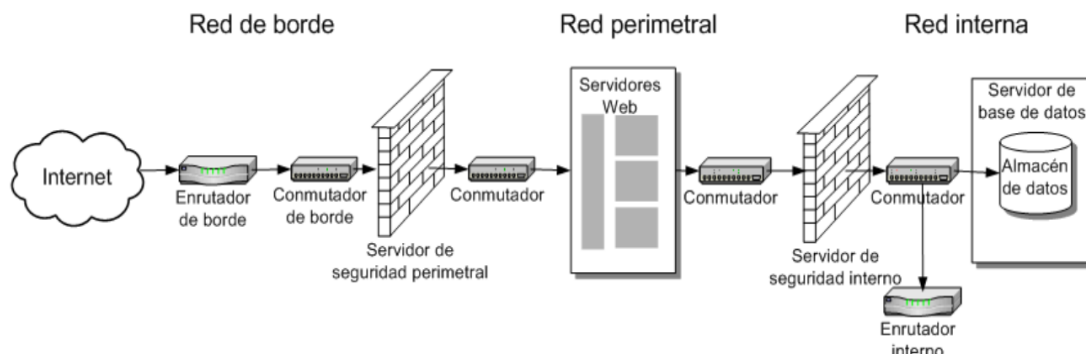 Red de borde
Red perimetral
Red interna
Internet
Enrutador
de borde
Conmutador
de borde
Servidor de
seguridad perimetral
Conmutador
Servidores
Web
Conmutador
Servidor de
seguridad interno
Conmutador
Enrutador
interno
Servidor de
base de datos
Almacén
de datos